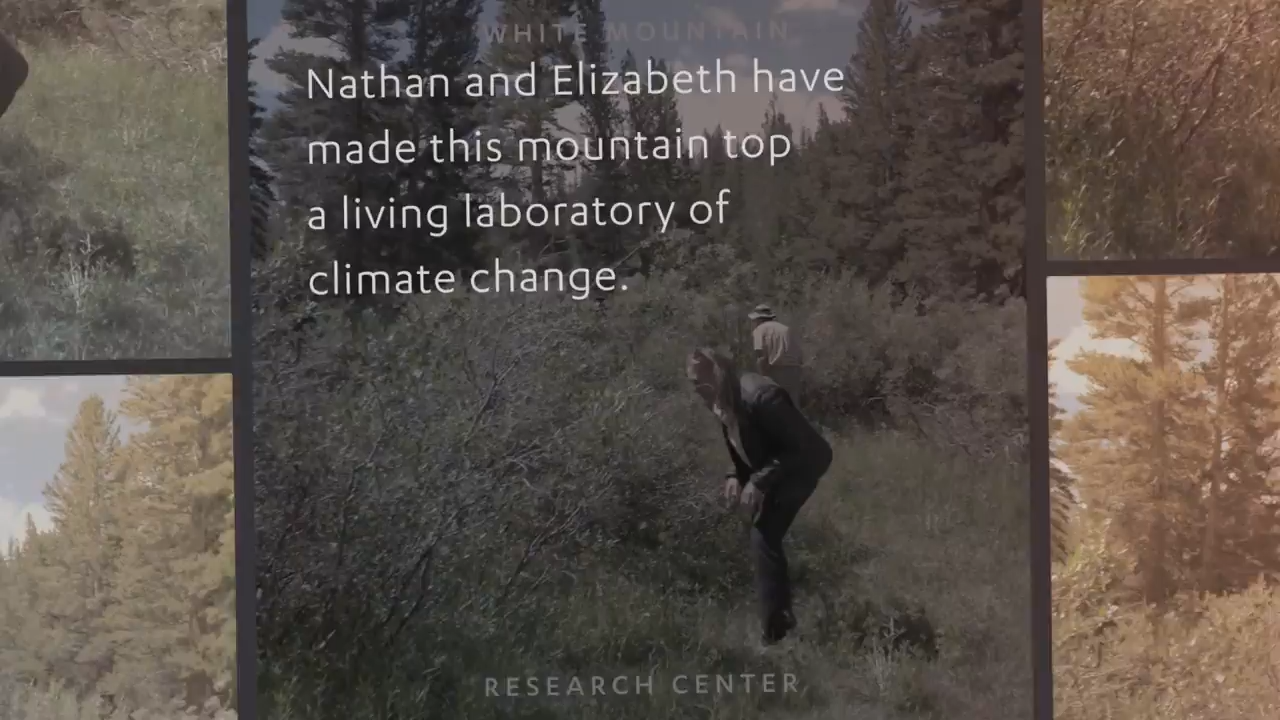 WHITE MOUNTAIN
Nathan and Elizabeth have
made this mountain top
a living laboratory of
climate change.
RESEARCH CENTER